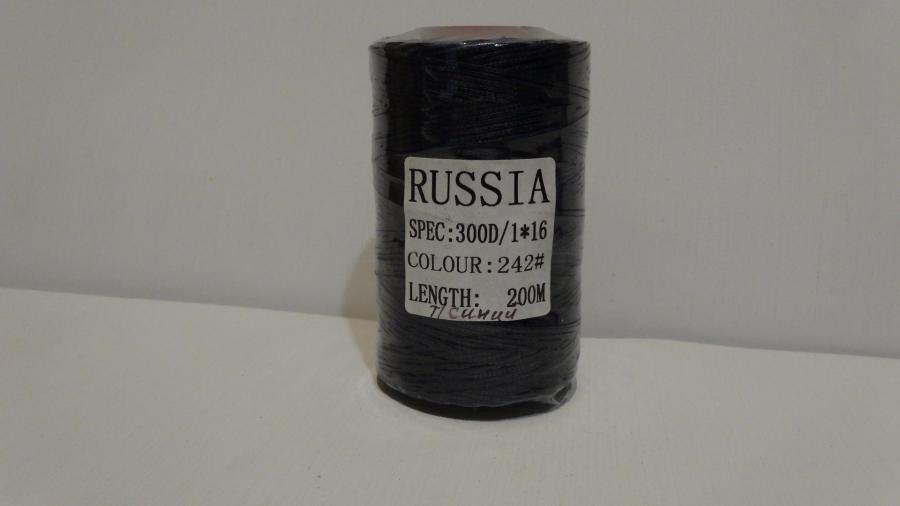 RUSSIA
SPEC:300D/1*16
COLOUR:242#
LENGTH: 200M
т/синий